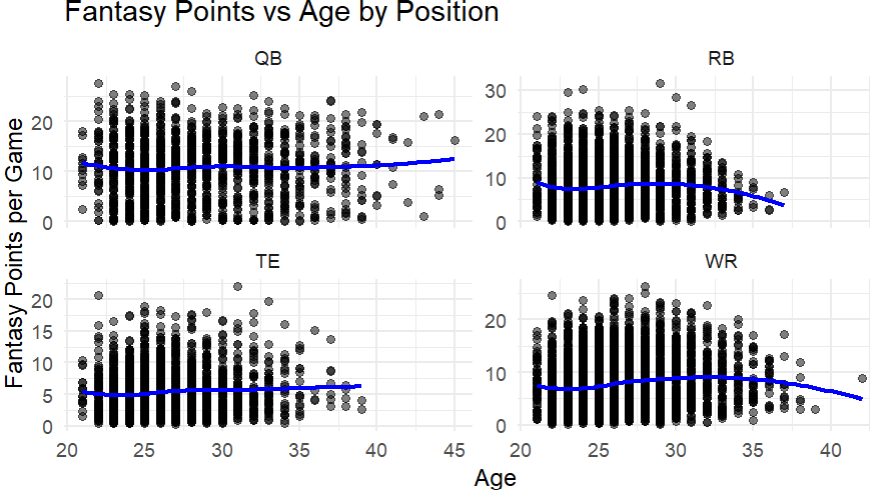 Fantasy Points vs Age by Position
QB
RB
Fantasy Points per Game
20
10
0
30
20
10
0
TE
WR
20
15
10
5
0
20
10
0
20 25 30 35 40 45
20 25 30 35 40
Age